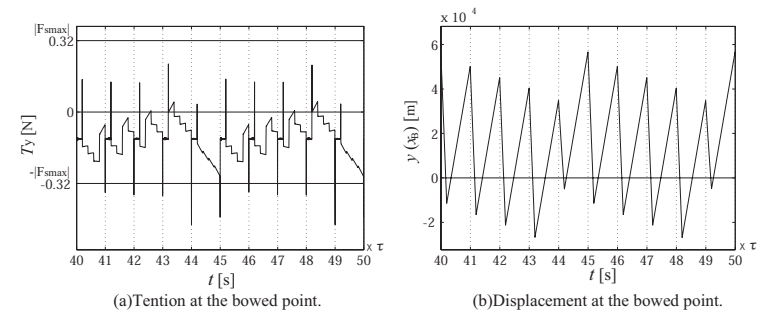 |Fsmax|
0.32
0
-|Fsmax|
-0.32
Ty [N]
40 41 42 43 44 45 46 47 48 49 50
x τ
t [s]
(a)Tention at the bowed point.
x 10 4
6
4
2
0
-2
y (xB) [m]
40 41 42 43 44 45 46 47 48 49 50
x τ
t [s]
(b)Displacement at the bowed point.